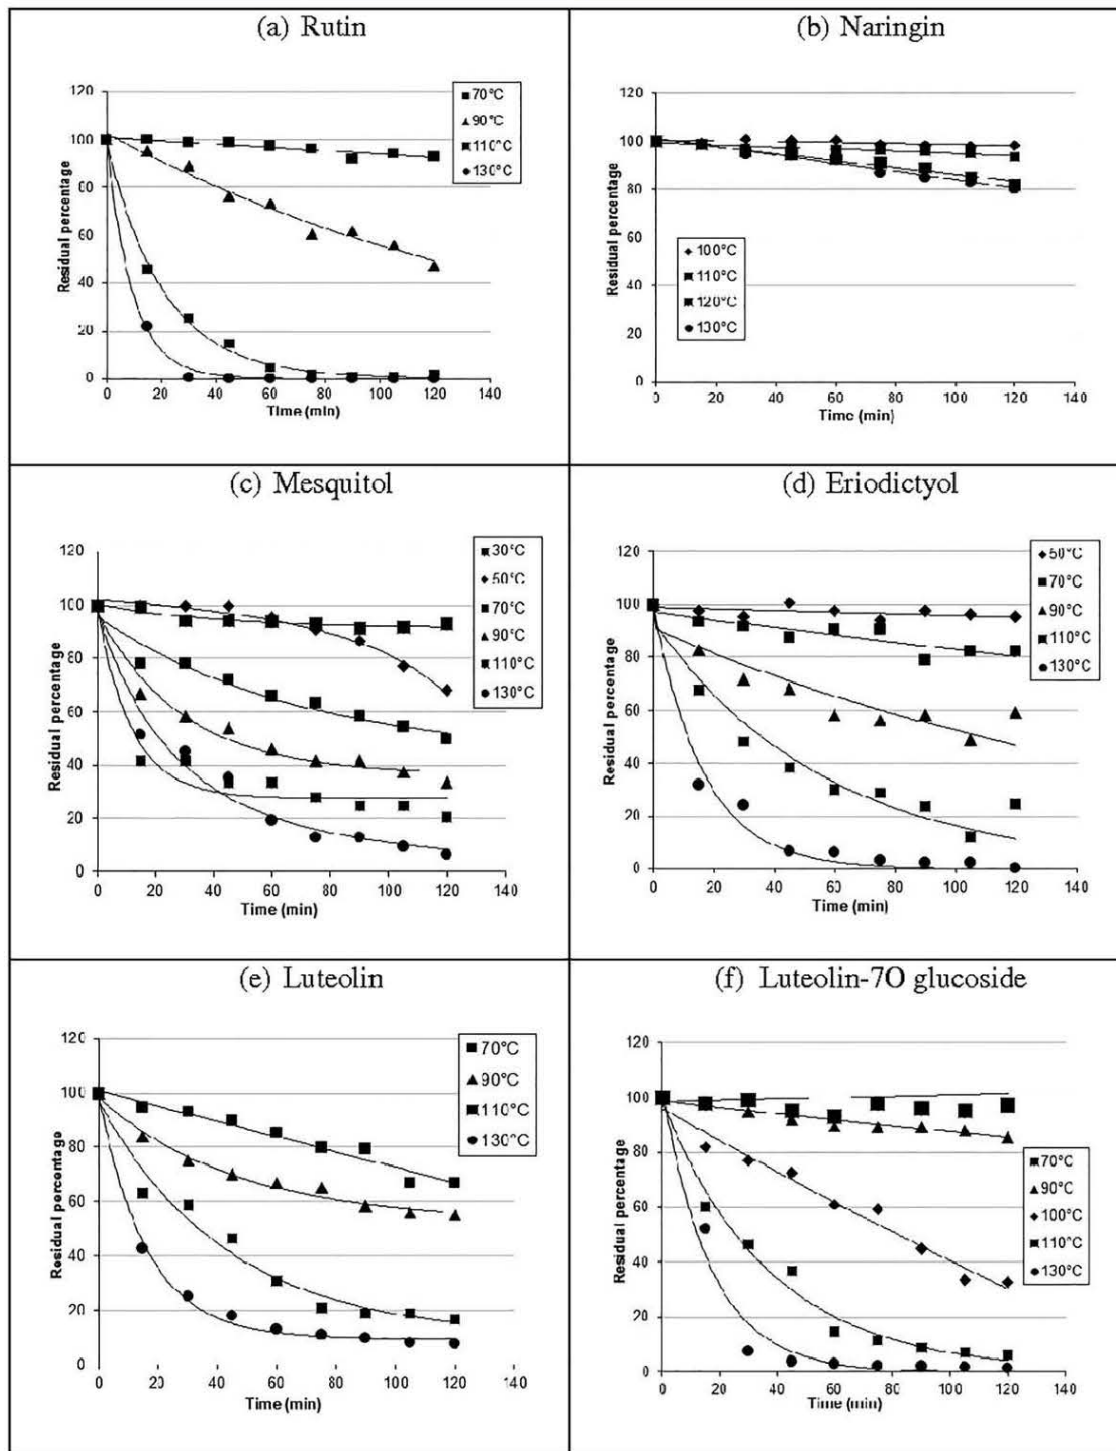 (a) Rutin
120
100
80
60
40
20
0
0 20 40 60 80 100 120 140
Residual percentage
Time (min)
70°C
90°C
110°C
130°C
(b) Naringin
120
100
80
60
40
20
0
0 20 40 60 80 100 120 140
Residual percentage
Time (min)
100°C
110°C
120°C
130°C
(c) Mesquitol
120
100
80
60
40
20
0
0 20 40 60 80 100 120 140
Residual percentage
Time (min)
30°C
50°C
70°C
90°C
110°C
130°C
(d) Eriodictyol
120
100
80
60
40
20
0
0 20 40 60 80 100 120 140
Residual percentage
Time (min)
50°C
70°C
90°C
110°C
130°C
(e) Luteolin
120
100
80
60
40
20
0
0 20 40 60 80 100 120 140
Residual percentage
Time (min)
70°C
90°C
110°C
130°C
(f) Luteolin-7O glucoside
120
100
80
60
40
20
0
0 20 40 60 80 100 120 140
Residual percentage
Time (min)
70°C
90°C
100°C
110°C
130°C